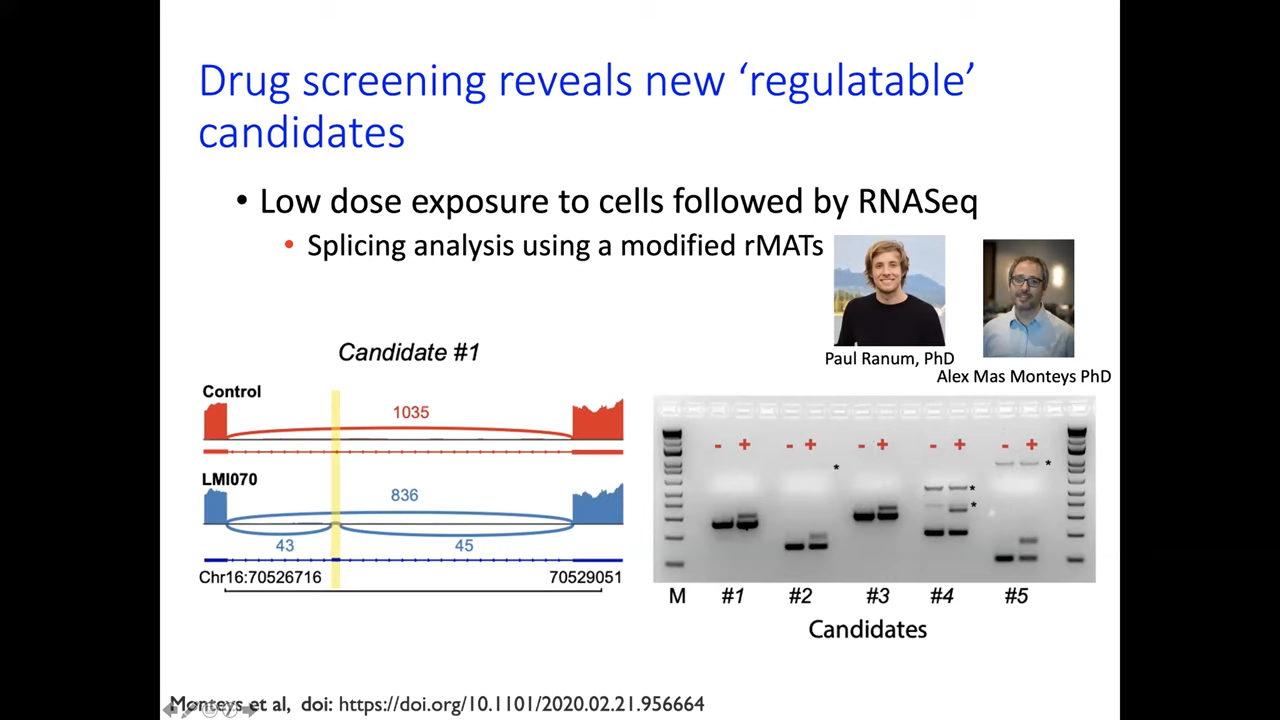 Drug screening reveals new ‘regulatable’
candidates
• Low dose exposure to cells followed by RNASeq
• Splicing analysis using a modified rMATs
Paul Ranum, PhD
Alex Mas Monteys PhD
Candidate #1
Control
1035
LMI070
836
43 45
Chr16:70526716 70529051
- + - + - + - + - +
* * * *
M #1 #2 #3 #4 #5
Candidates
Monteys et al, doi: https://doi.org/10.1101/2020.02.21.956664